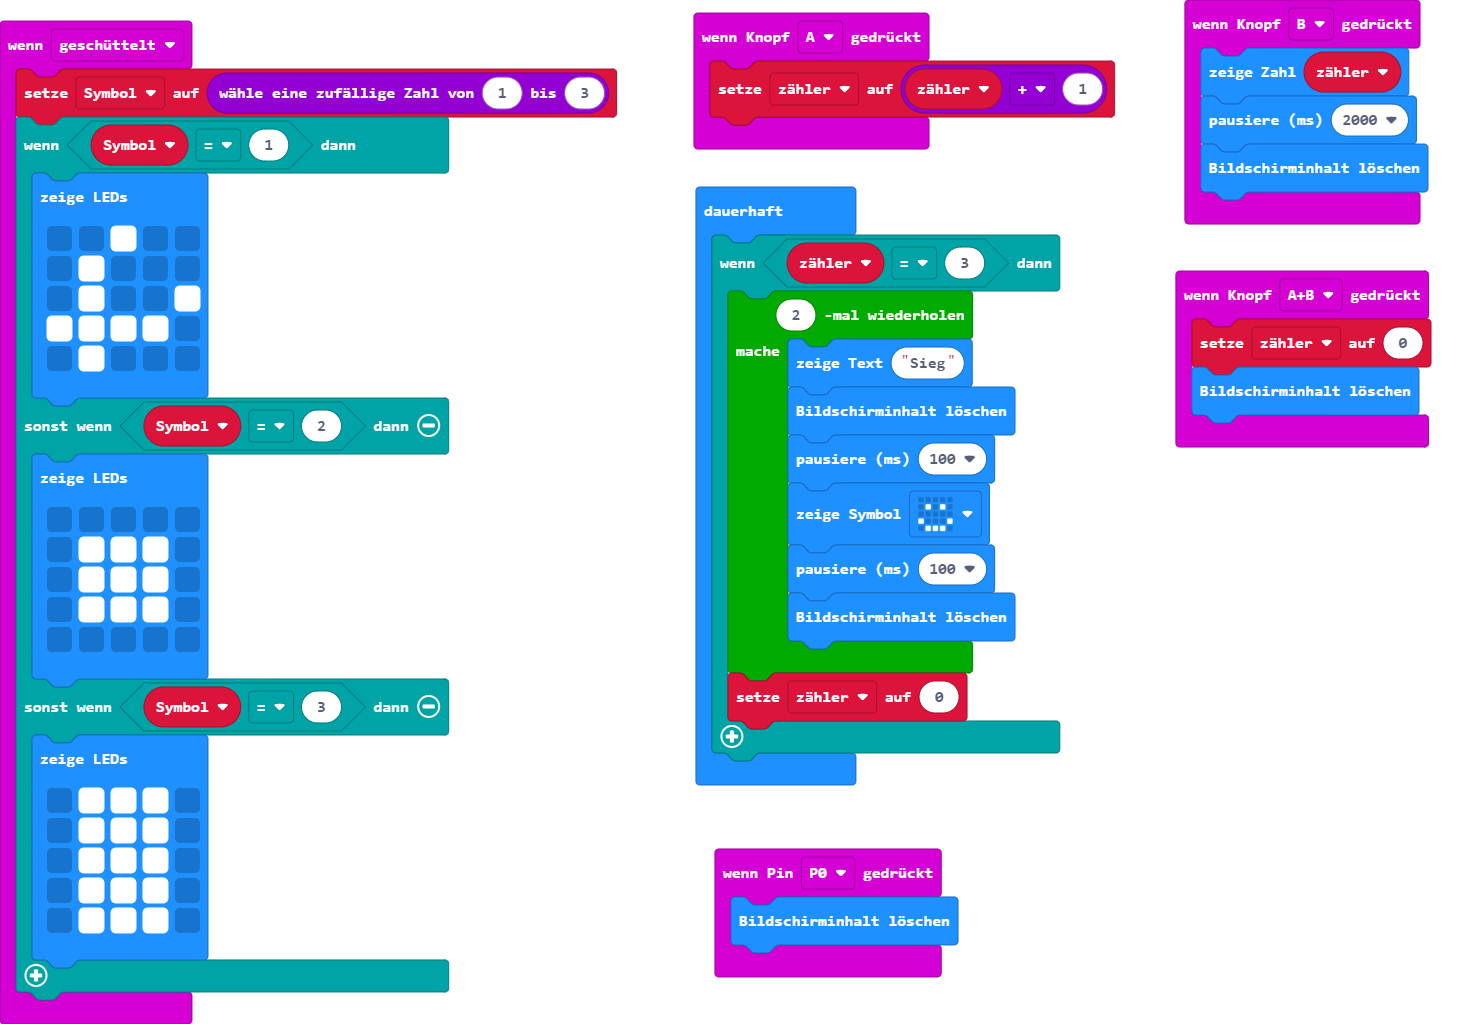 wenn geschüttelt
setze Symbol auf wähle eine zufällige Zahl von 1 bis 3
wenn Symbol = 1 dann
zeige LEDs
sonst wenn Symbol = 2 dann
zeige LEDs
sonst wenn Symbol = 3 dann
zeige LEDs
wenn Knopf A gedrückt
setze zähler auf zähler + 1
dauerhaft
wenn zähler = 3 dann
2 -mal wiederholen
mache
zeige Text "Sieg"
Bildschirminhalt löschen
pausiere (ms) 100
zeige Symbol
pausiere (ms) 100
Bildschirminhalt löschen
setze zähler auf 0
wenn Pin P0 gedrückt
Bildschirminhalt löschen
wenn Knopf B gedrückt
zeige Zahl zähler
pausiere (ms) 2000
Bildschirminhalt löschen
wenn Knopf A+B gedrückt
setze zähler auf 0
Bildschirminhalt löschen